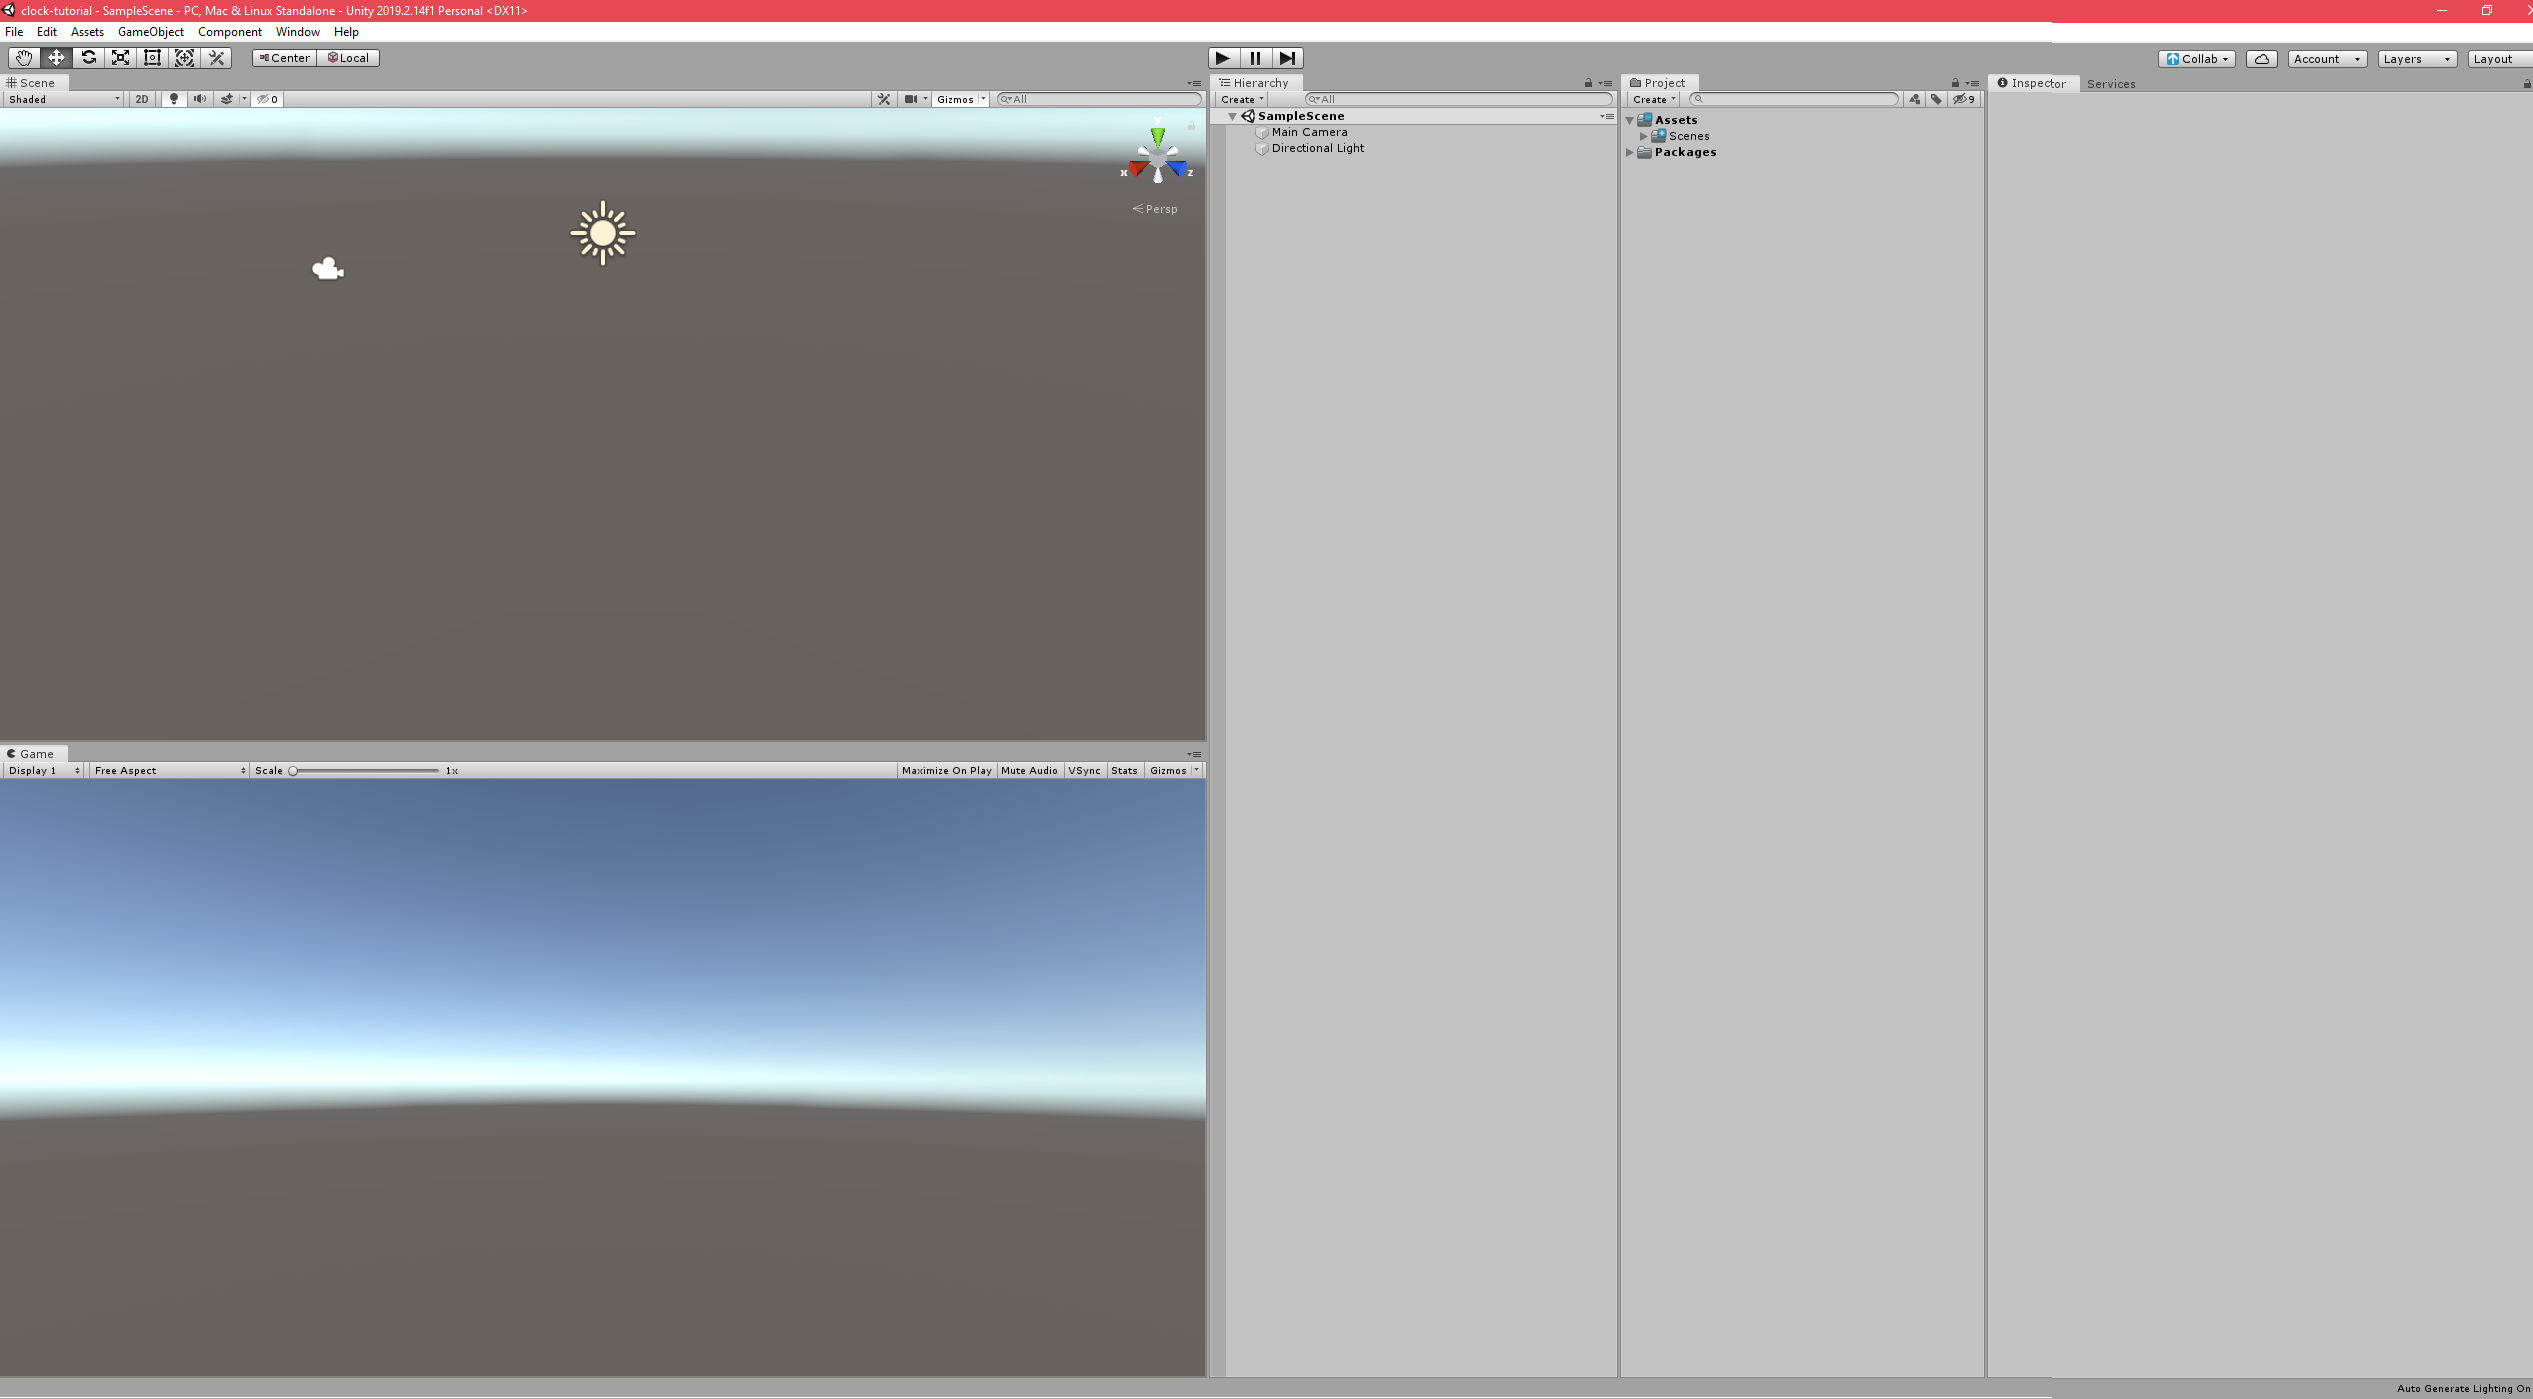 clock-tutorial - SampleScene - PC, Mac & Linux Standalone - Unity 2019.2.14f1 Personal <DX11>
File Edit Assets GameObject Component Window Help
Center Local Collab Account Layers Layout
Scene
Shaded 2D 0 Gizmos All
y
x z
Persp
Hierarchy
Create All
SampleScene
Main Camera
Directional Light
Project
Create 9
Assets
Scenes
Packages
Inspector Services
Game
Display 1 Free Aspect Scale 1x Maximize On Play Mute Audio VSync Stats Gizmos
Auto Generate Lighting On